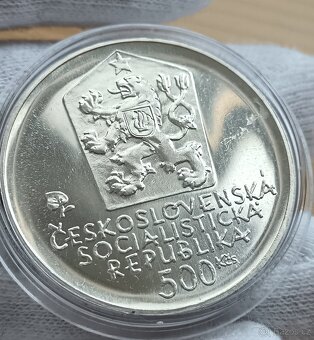 ČESKOSLOVENSKÁ
SOCIALISTICKÁ
REPUBLIKA
500 Kčs